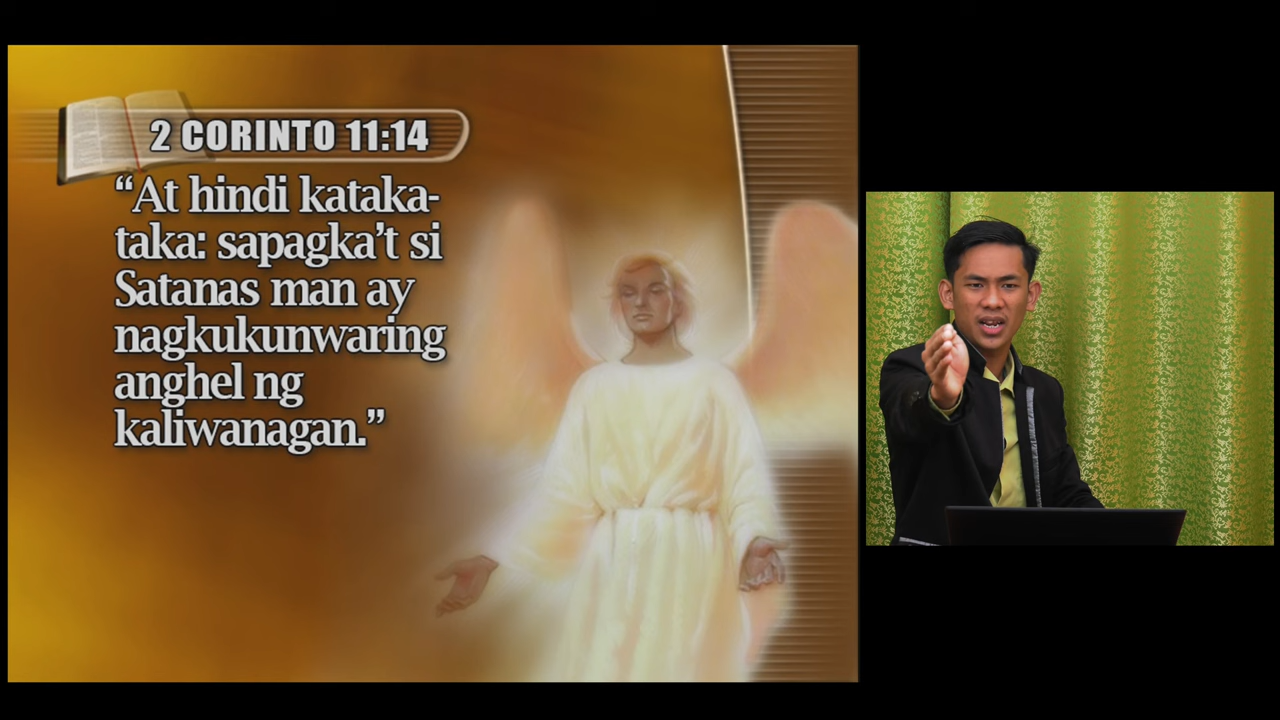 2 CORINTO 11:14
“At hindi kataka-
taka: sapagka’t si
Satanas man ay
nagkukunwaring
anghel ng
kaliwanagan.”